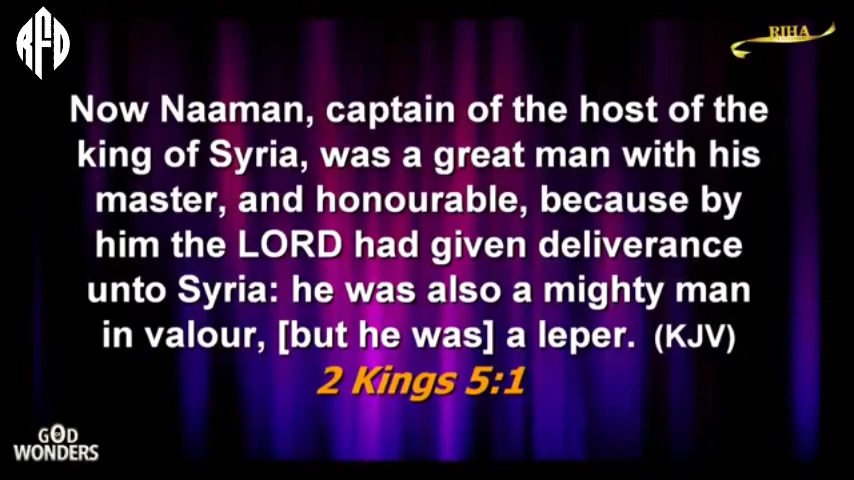 RFD
RIHA
Now Naaman, captain of the host of the
king of Syria, was a great man with his
master, and honourable, because by
him the LORD had given deliverance
unto Syria: he was also a mighty man
in valour, [but he was] a leper. (KJV)
2 Kings 5:1
GOD
WONDERS